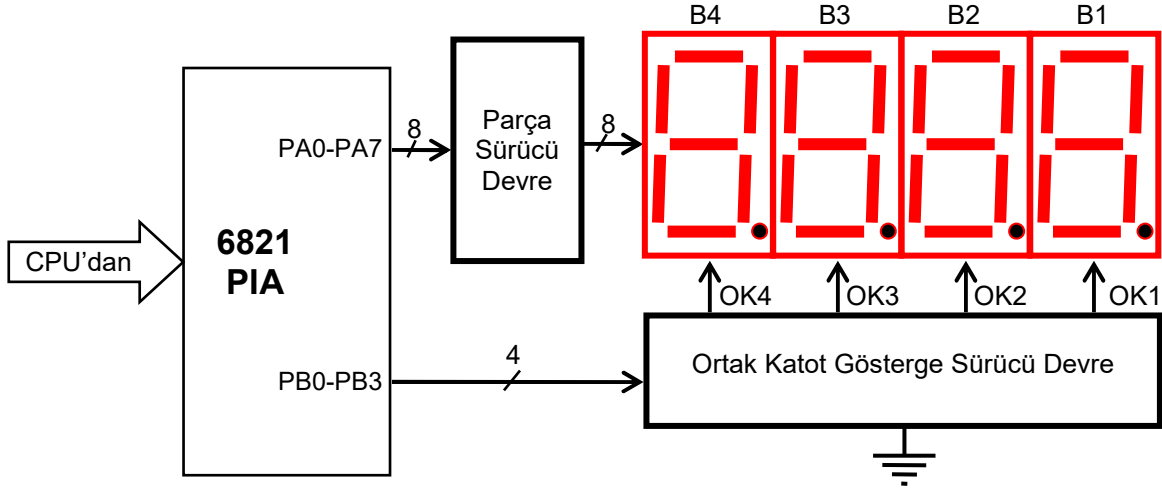 B4 B3 B2 B1
PA0-PA7
8
Parça
Sürücü
Devre
8
CPU’dan
6821
PIA
OK4 OK3 OK2 OK1
PB0-PB3
4
Ortak Katot Gösterge Sürücü Devre